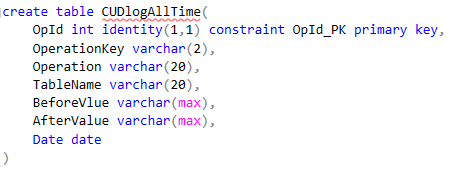 create table CUDlogAllTime(
OpId int identity(1,1) constraint OpId_PK primary key,
OperationKey varchar(2),
Operation varchar(20),
TableName varchar(20),
BeforeVlue varchar(max),
AfterValue varchar(max),
Date date
)